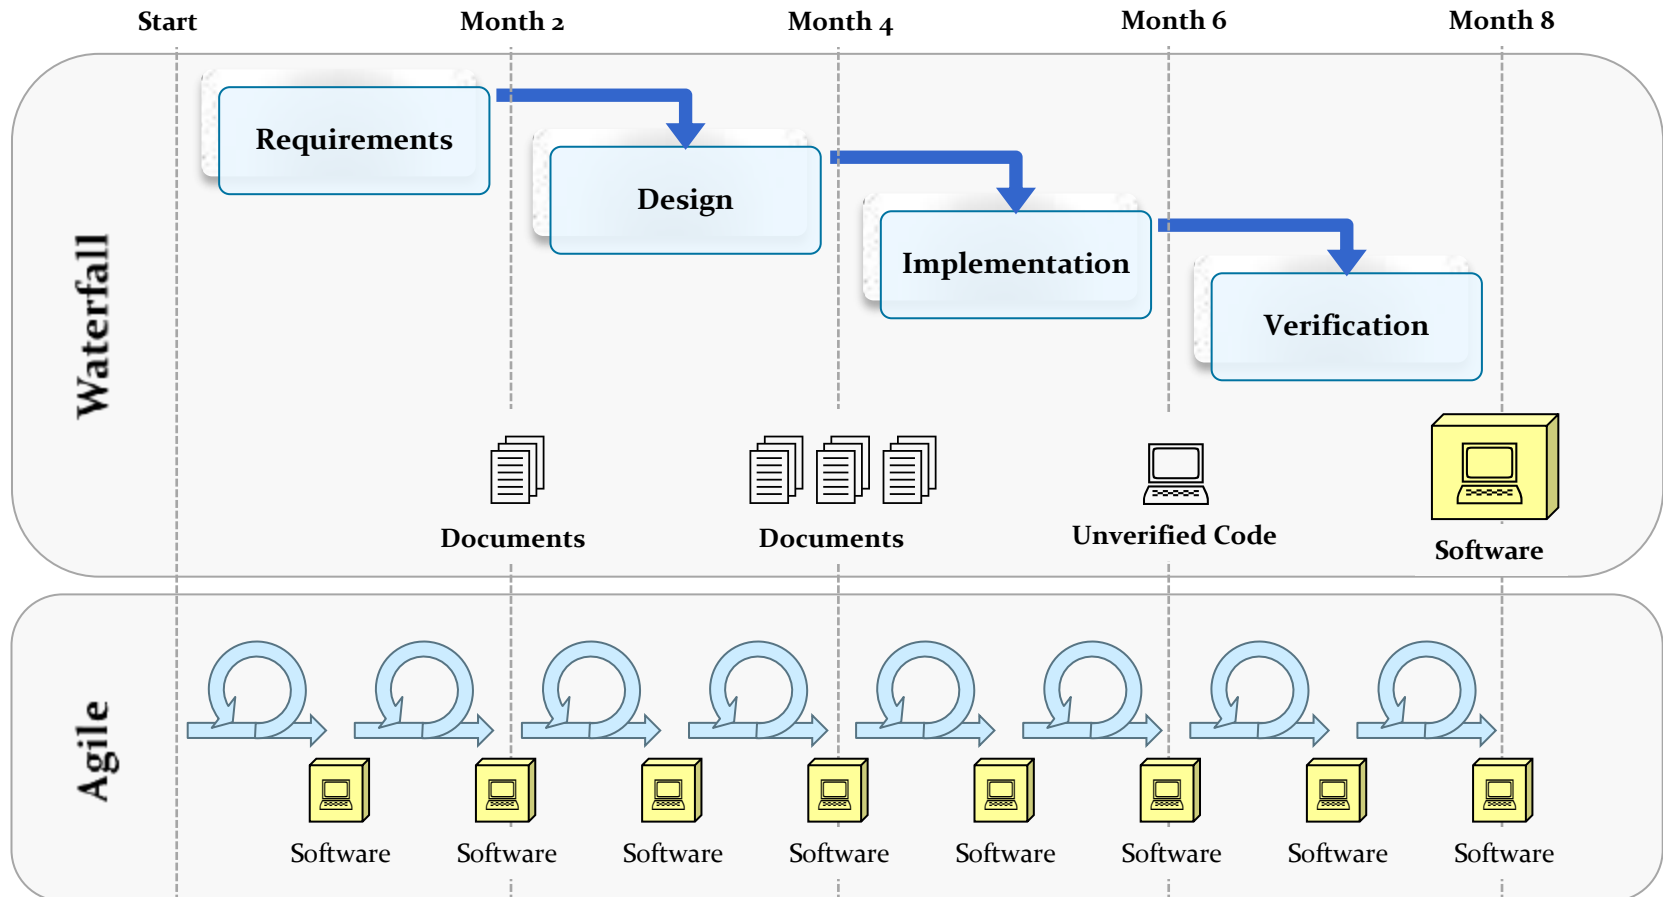 Start
Month 2
Month 4
Month 6
Month 8
Waterfall
Requirements
Design
Implementation
Verification
Documents
Documents
Unverified Code
Software
Agile
Software
Software
Software
Software
Software
Software
Software
Software